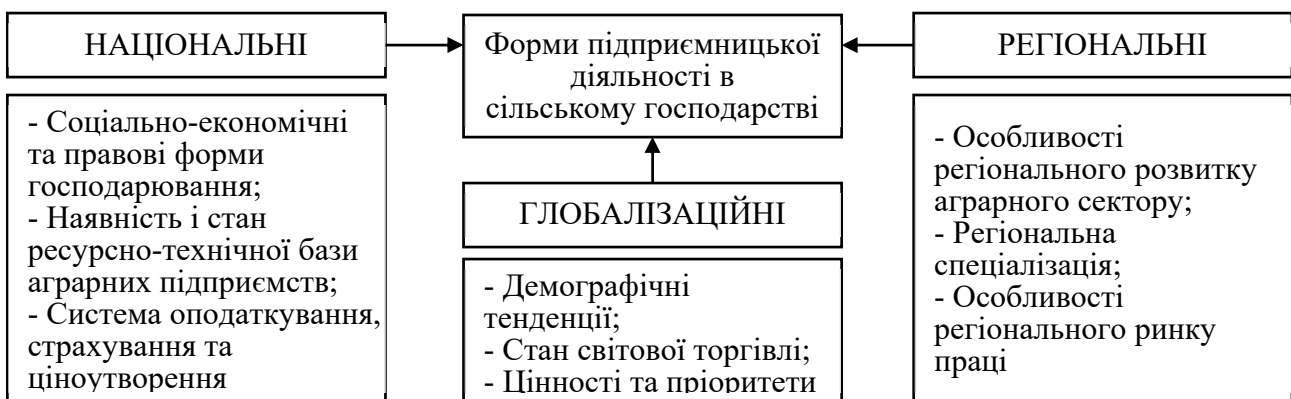 НАЦІОНАЛЬНІ
- Соціально-економічні
та правові форми
господарювання;
- Наявність і стан
ресурсно-технічної бази
аграрних підприємств;
- Система оподаткування,
страхування та
ціноутворення
Форми підприємницької
діяльності в
сільському господарстві
ГЛОБАЛІЗАЦІЙНІ
- Демографічні
тенденції;
- Стан світової торгівлі;
- Цінності та пріоритети
РЕГІОНАЛЬНІ
- Особливості
регіонального розвитку
аграрного сектору;
- Регіональна
спеціалізація;
- Особливості
регіонального ринку
праці